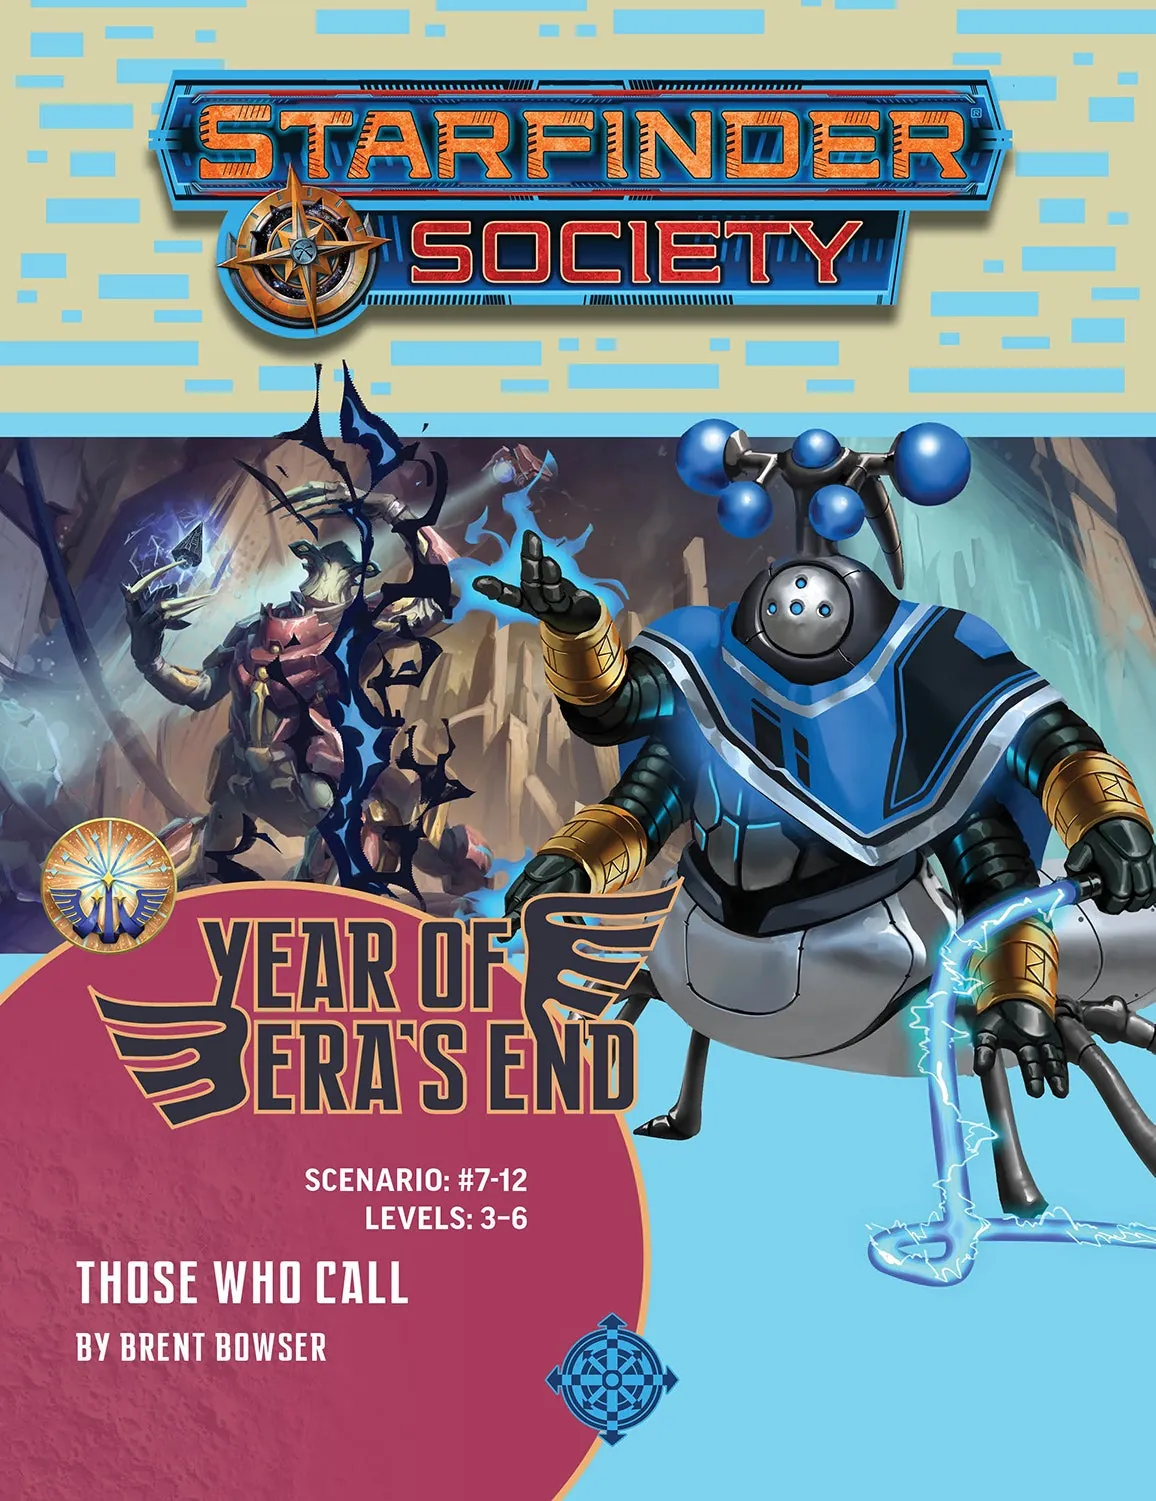 STARFINDER®
SOCIETY
YEAR OF
ERA'S END
SCENARIO: #7-12
LEVELS: 3–6
THOSE WHO CALL
BY BRENT BOWSER